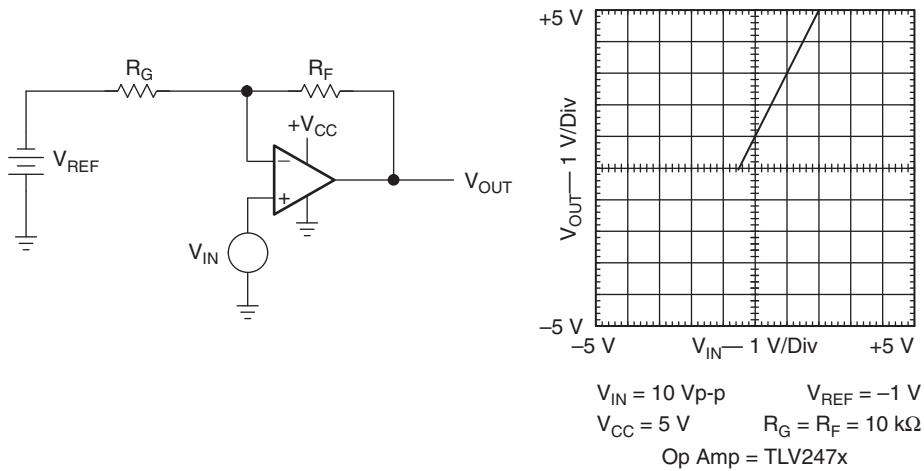 R_G
R_F
+V_CC
V_REF
−
+
V_OUT
V_IN
+5 V
V_OUT— 1 V/Div
–5 V
–5 V
V_IN— 1 V/Div
+5 V
V_IN = 10 Vp-p
V_REF = –1 V
V_CC = 5 V
R_G = R_F = 10 kΩ
Op Amp = TLV247x